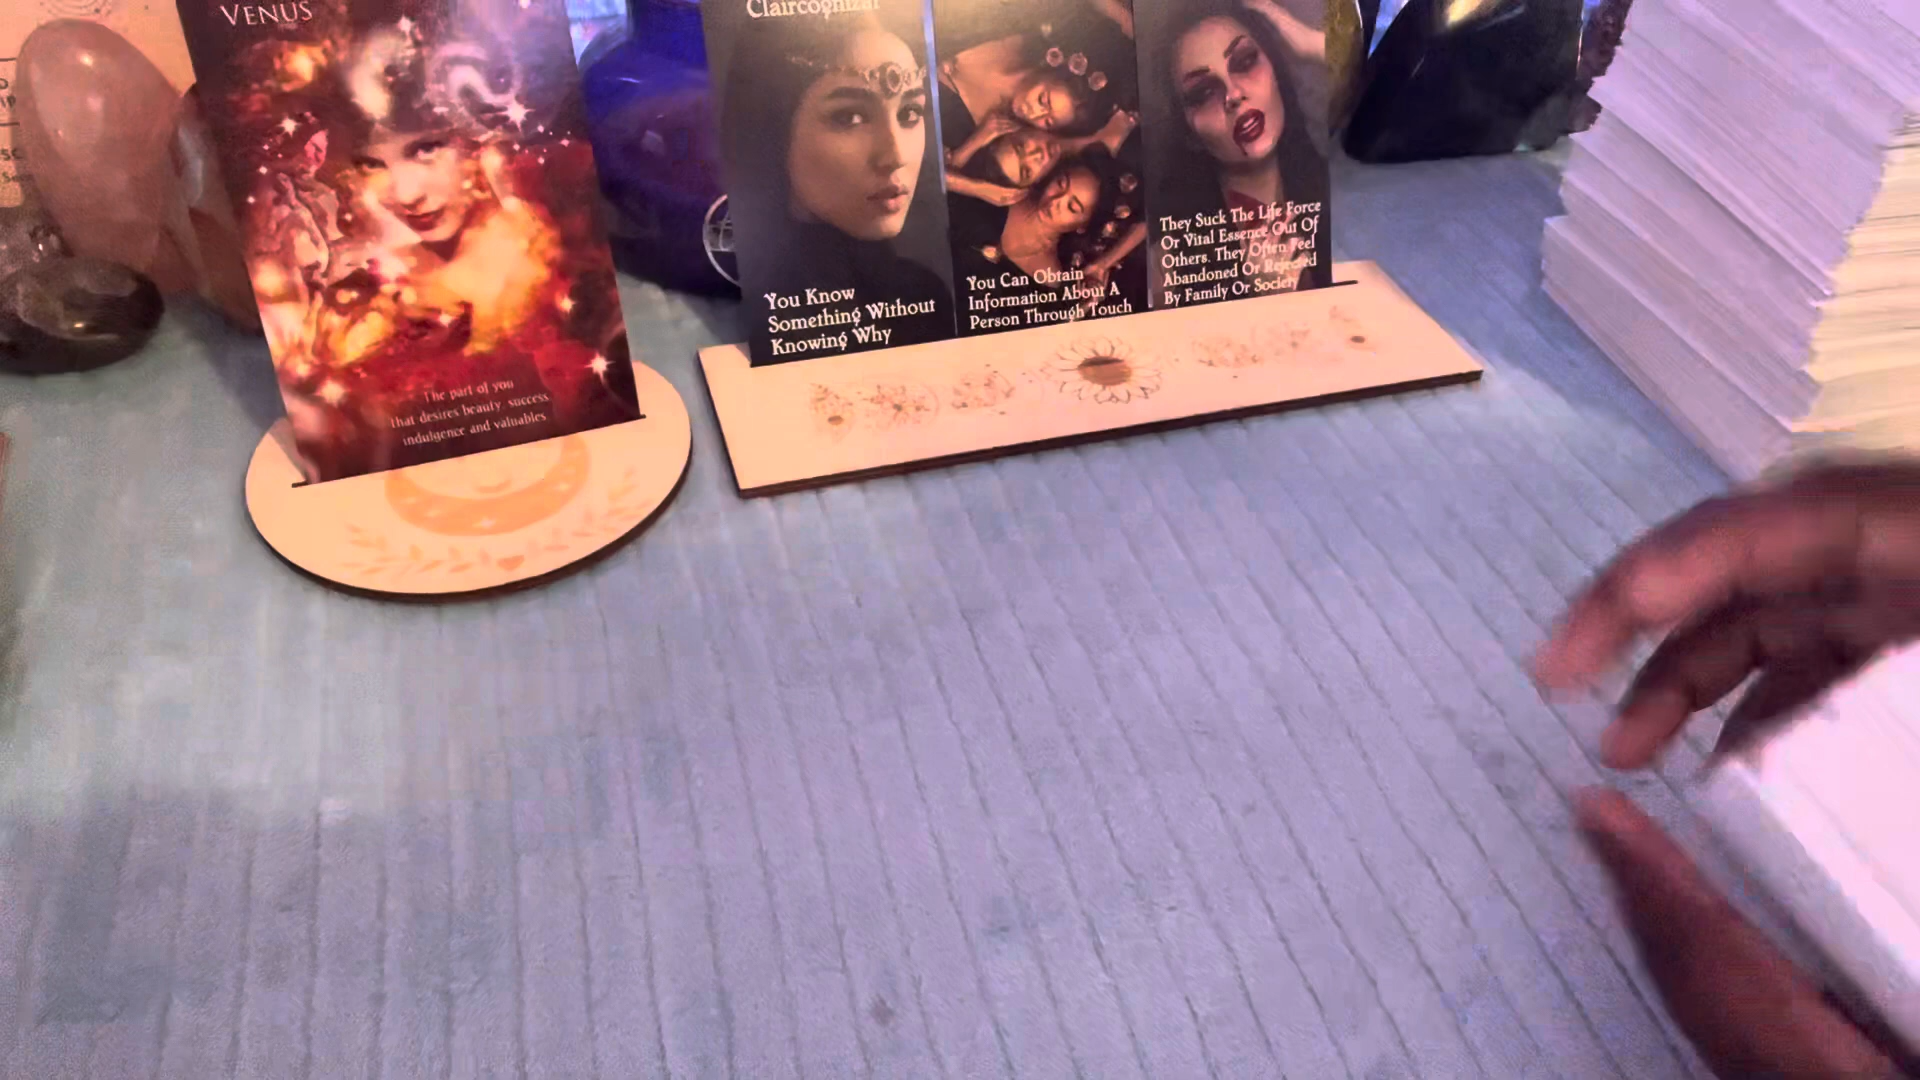 VENUS
The part of you
that desires beauty, success
indulgence and valuables
You Know
Something Without
Knowing Why
You Can Obtain
Information About A
Person Through Touch
They Suck The Life Force
Or Vital Essence Out Of
Others. They Often Feel
Abandoned Or Rejected
By Family Or Society